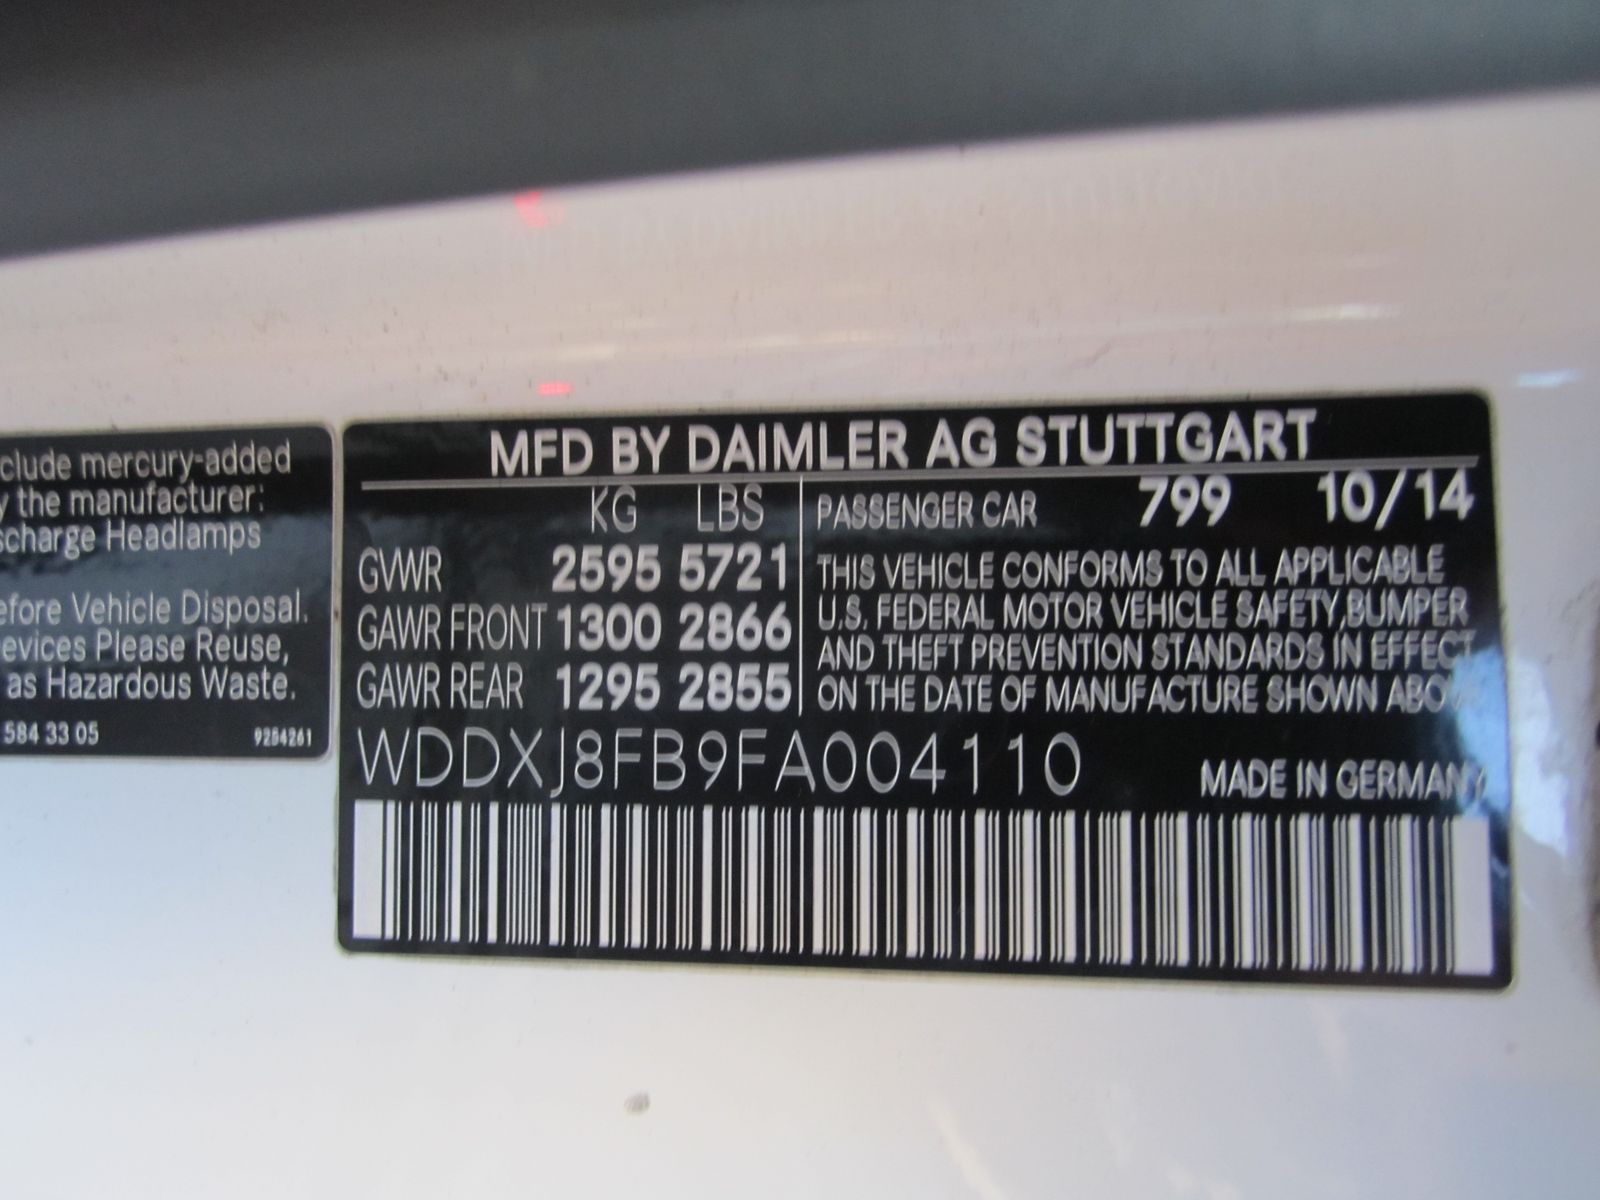 clude mercury-added
y the manufacturer:
scharge Headlamps
efore Vehicle Disposal.
evices Please Reuse,
as Hazardous Waste.
584 33 05 9284261
MFD BY DAIMLER AG STUTTGART
KG LBS
GVWR 2595 5721
GAWR FRONT 1300 2866
GAWR REAR 1295 2855
PASSENGER CAR 799 10/14
THIS VEHICLE CONFORMS TO ALL APPLICABLE
U.S. FEDERAL MOTOR VEHICLE SAFETY,BUMPER
AND THEFT PREVENTION STANDARDS IN EFFECT
ON THE DATE OF MANUFACTURE SHOWN ABOVE
WDDXJ8FB9FA004110
MADE IN GERMANY